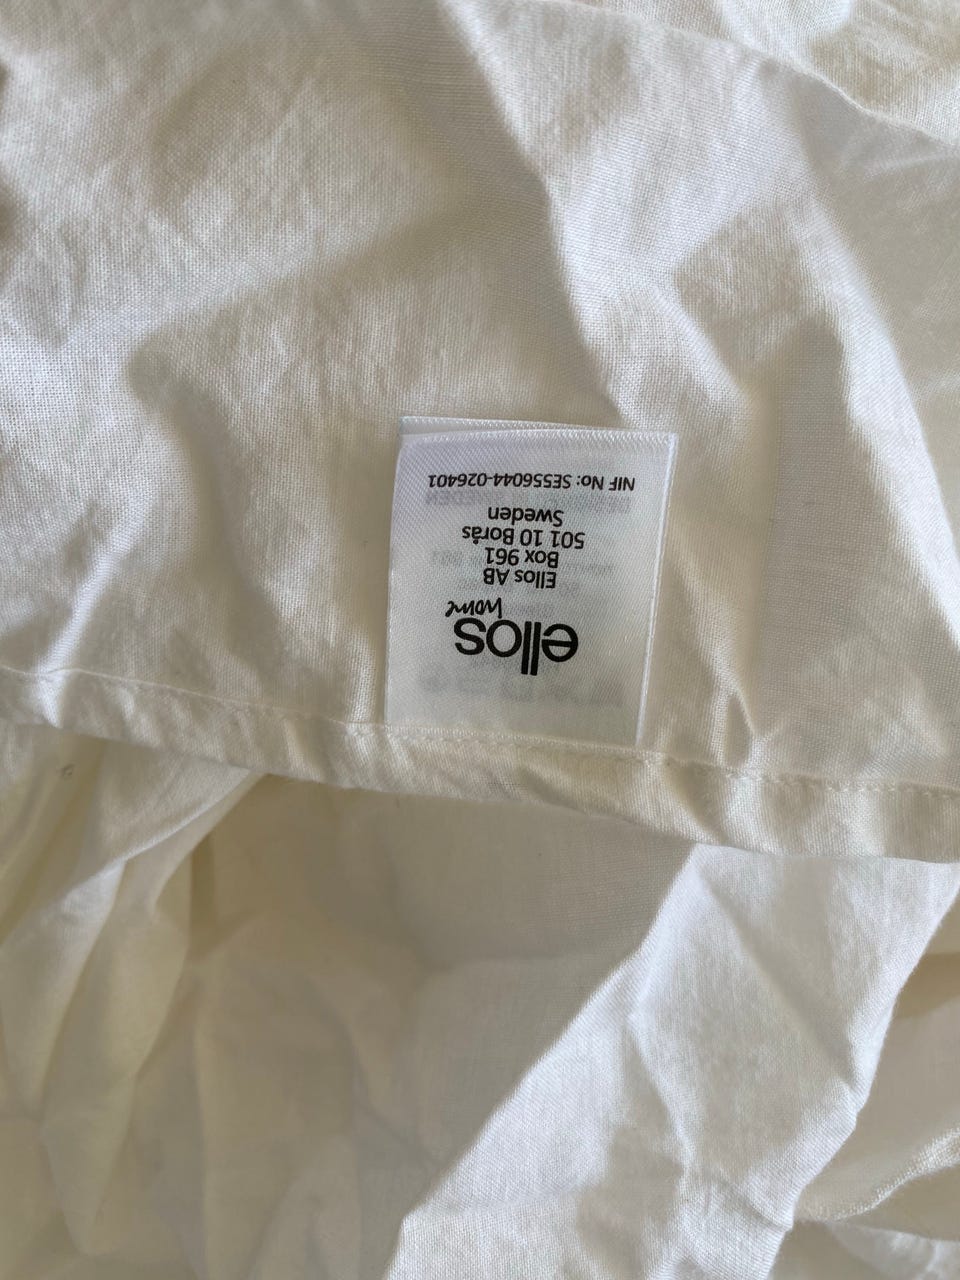 ellos
home
Ellos AB
Box 961
501 10 Borås
Sweden
NIF No: SE556044-026401